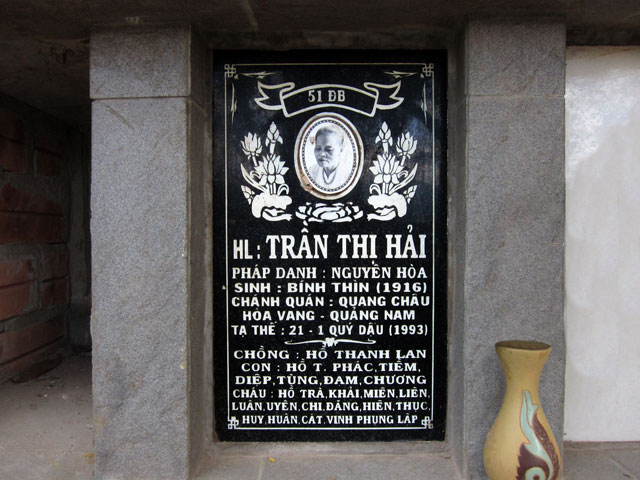 51 ĐB
HL : TRẦN THỊ HẢI
PHÁP DANH : NGUYÊN HÒA
SINH : BÍNH THÌN (1916)
CHÁNH QUÁN : QUANG CHÂU
HÒA VANG - QUẢNG NAM
TẠ THẾ : 21 - 1 QUÝ DẬU (1993)
CHỒNG : HỒ THANH LAN
CON : HỒ T. PHÁC, TIỀM,
DIỆP, TÙNG, ĐAM, CHƯƠNG
CHÁU : HỒ TRÀ, KHẢI, MIÊN, LIÊN,
LUÂN, UYÊN, CHI, ĐẢNG, HIỀN, THỤC,
HUY, HUÂN, CÁT, VINH PHỤNG LẬP